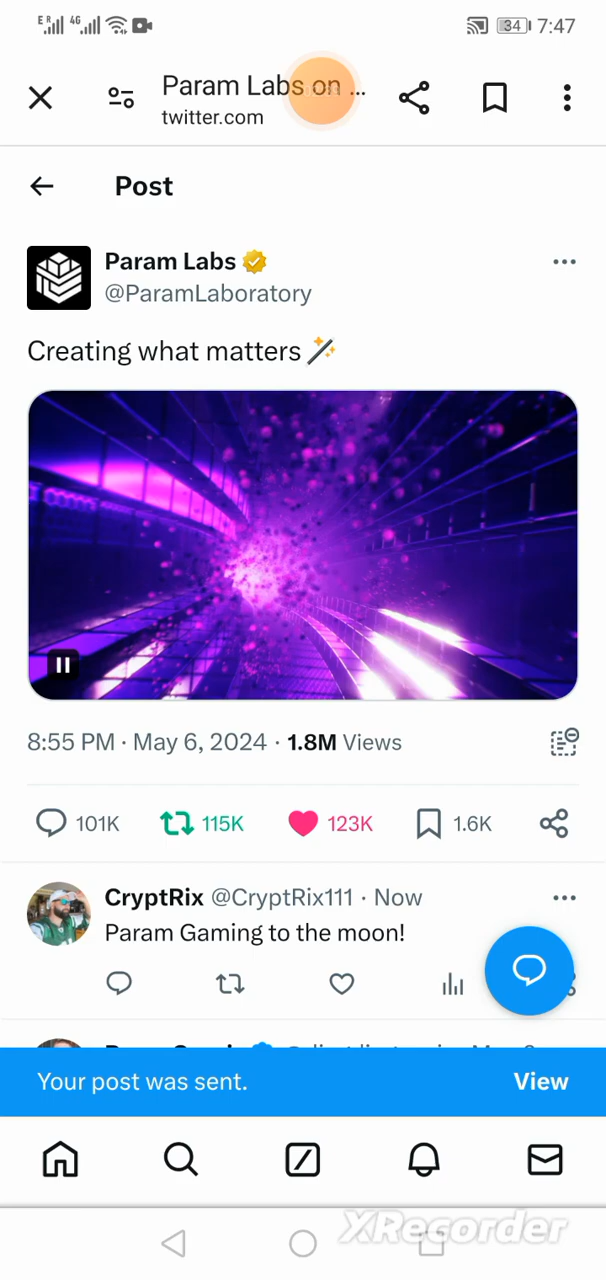 E R 4G 34 7:47
Param Labs on ...
twitter.com
Post
Param Labs
@ParamLaboratory
Creating what matters
8:55 PM · May 6, 2024 · 1.8M Views
101K 115K 123K 1.6K
CryptRix @CryptRix111 · Now
Param Gaming to the moon!
Your post was sent. View
XRecorder